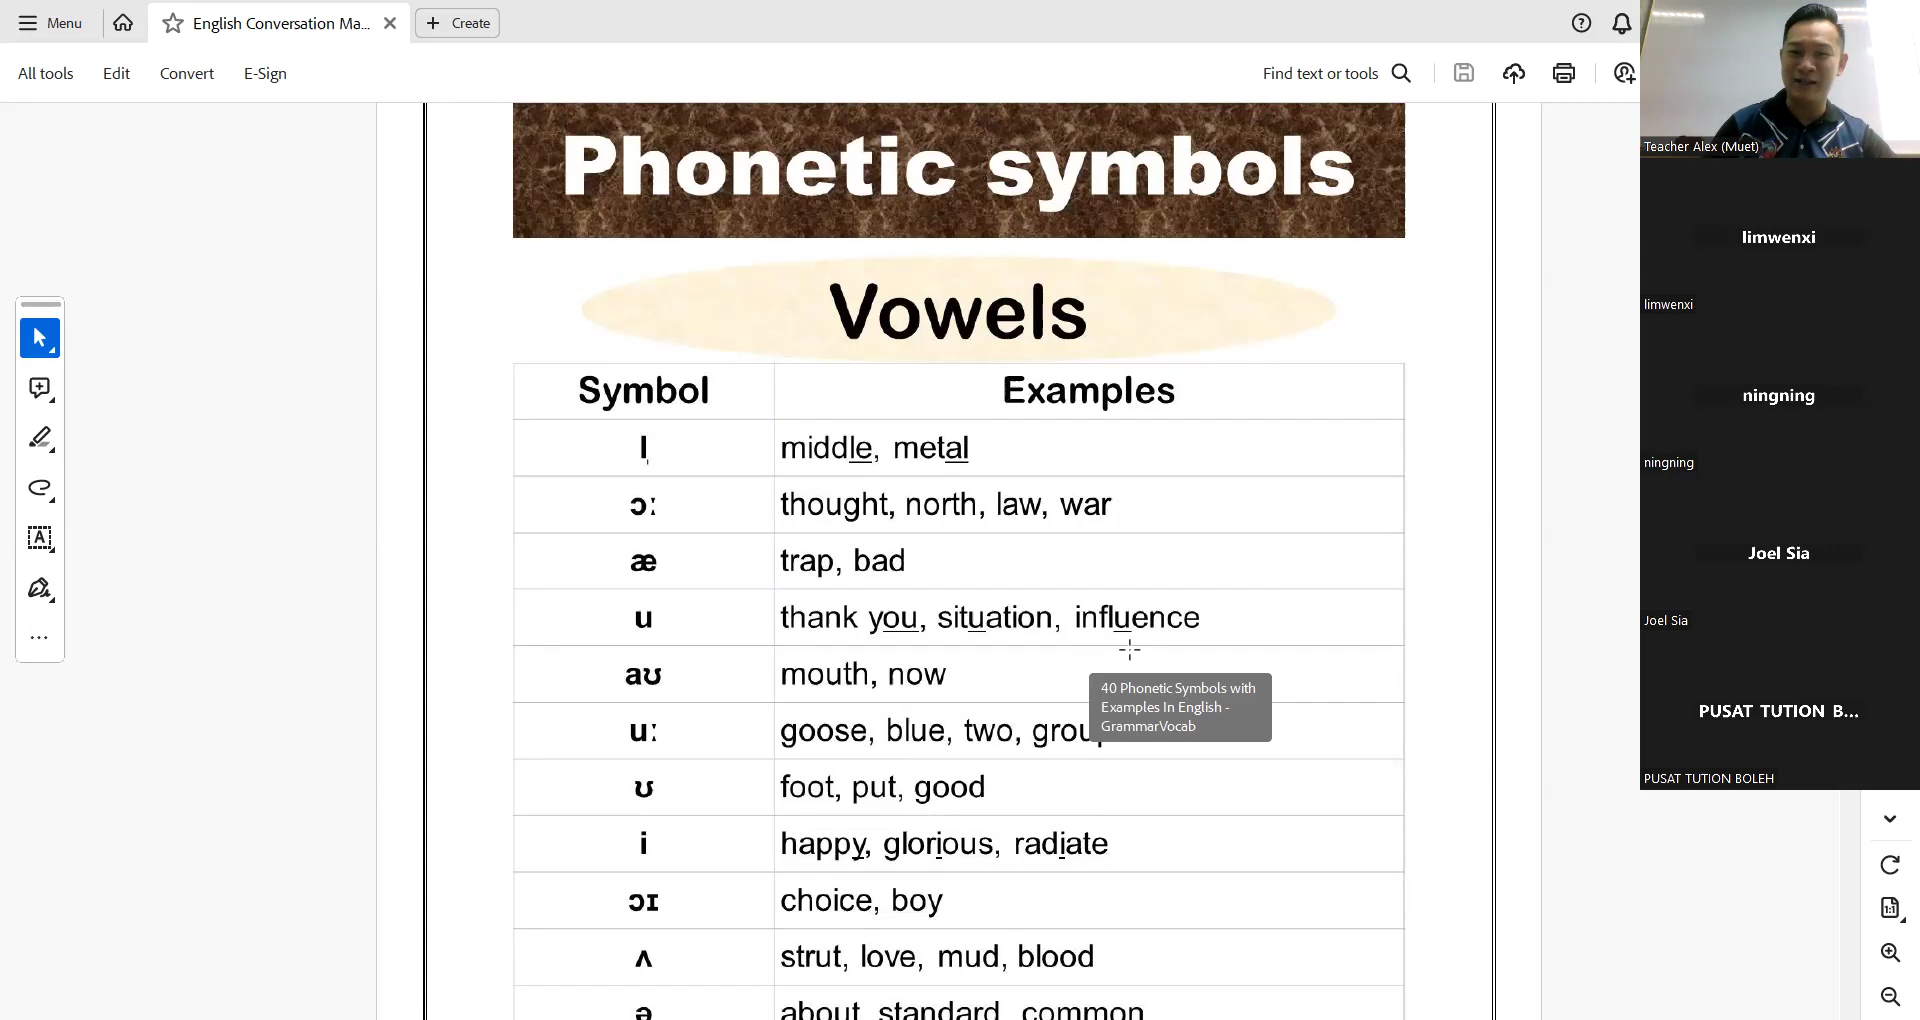 Menu
English Conversation Ma...
Create
All tools
Edit
Convert
E-Sign
Find text or tools
Phonetic symbols
Vowels
Symbol Examples
l̩ middle, metal
ɔː thought, north, law, war
æ trap, bad
u thank you, situation, influence
aʊ mouth, now
uː goose, blue, two, group
ʊ foot, put, good
i happy, glorious, radiate
ɔɪ choice, boy
ʌ strut, love, mud, blood
ə about, standard, common
40 Phonetic Symbols with
Examples In English -
GrammarVocab
Teacher Alex (Muet)
limwenxi
limwenxi
ningning
ningning
Joel Sia
Joel Sia
PUSAT TUTION B...
PUSAT TUTION BOLEH